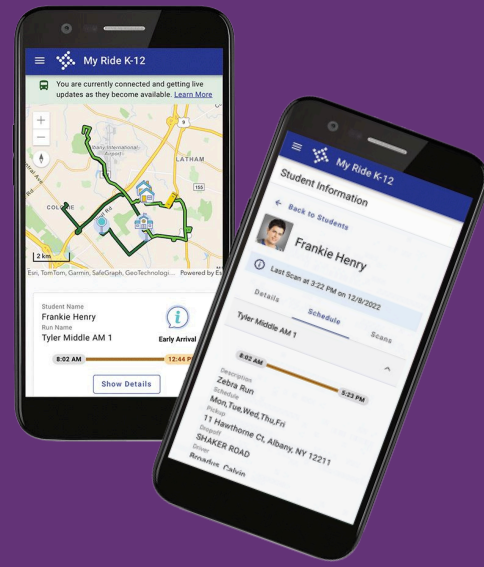 My Ride K-12
You are currently connected and getting live
updates as they become available. Learn More
Albany International
Airport
9
LATHAM
155
COLONIE
2 km
Esri, TomTom, Garmin, SafeGraph, GeoTechnologi... Powered by Es
Student Name
Frankie Henry
Run Name
Tyler Middle AM 1
Early Arrival
8:02 AM
12:44 P
Show Details
My Ride K-12
Student Information
Back to Students
Frankie Henry
Last Scan at 3:22 PM on 12/8/2022
Details
Schedule
Scans
Tyler Middle AM 1
8:02 AM
5:23 PM
Description
Zebra Run
Schedule
Mon,Tue,Wed,Thu,Fri
Pickup
11 Hawthorne Ct, Albany, NY 12211
Dropoff
SHAKER ROAD
Driver
Broadus, Calvin